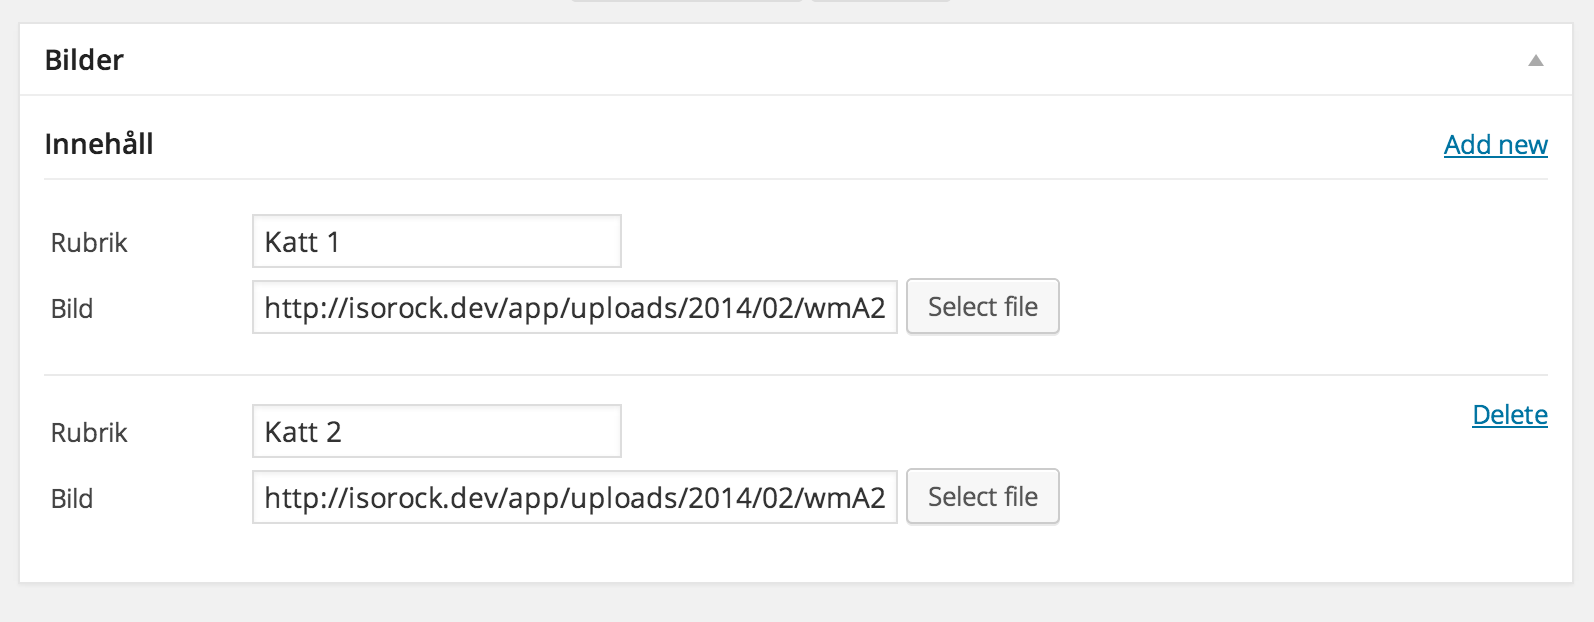 Bilder
Innehåll Add new
Rubrik Katt 1
Bild http://isorock.dev/app/uploads/2014/02/wmA2 Select file
Rubrik Katt 2 Delete
Bild http://isorock.dev/app/uploads/2014/02/wmA2 Select file